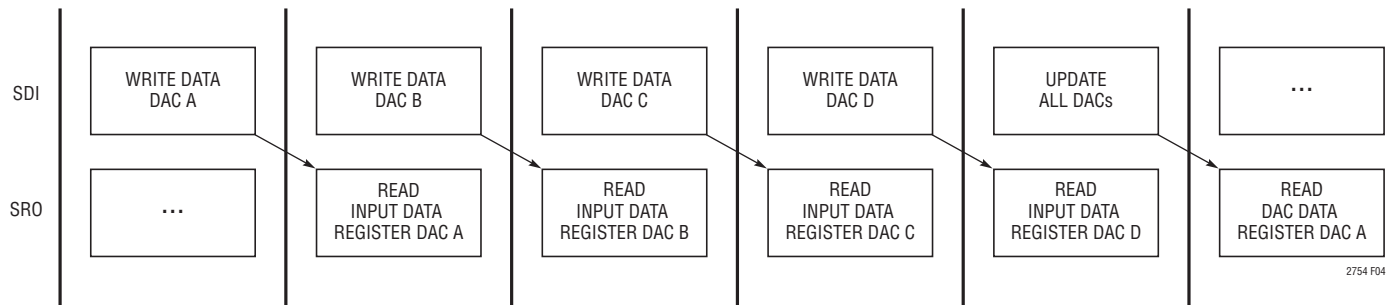 SDI
WRITE DATA
DAC A
WRITE DATA
DAC B
WRITE DATA
DAC C
WRITE DATA
DAC D
UPDATE
ALL DACs
...
SRO
...
READ
INPUT DATA
REGISTER DAC A
READ
INPUT DATA
REGISTER DAC B
READ
INPUT DATA
REGISTER DAC C
READ
INPUT DATA
REGISTER DAC D
READ
DAC DATA
REGISTER DAC A
2754 F04